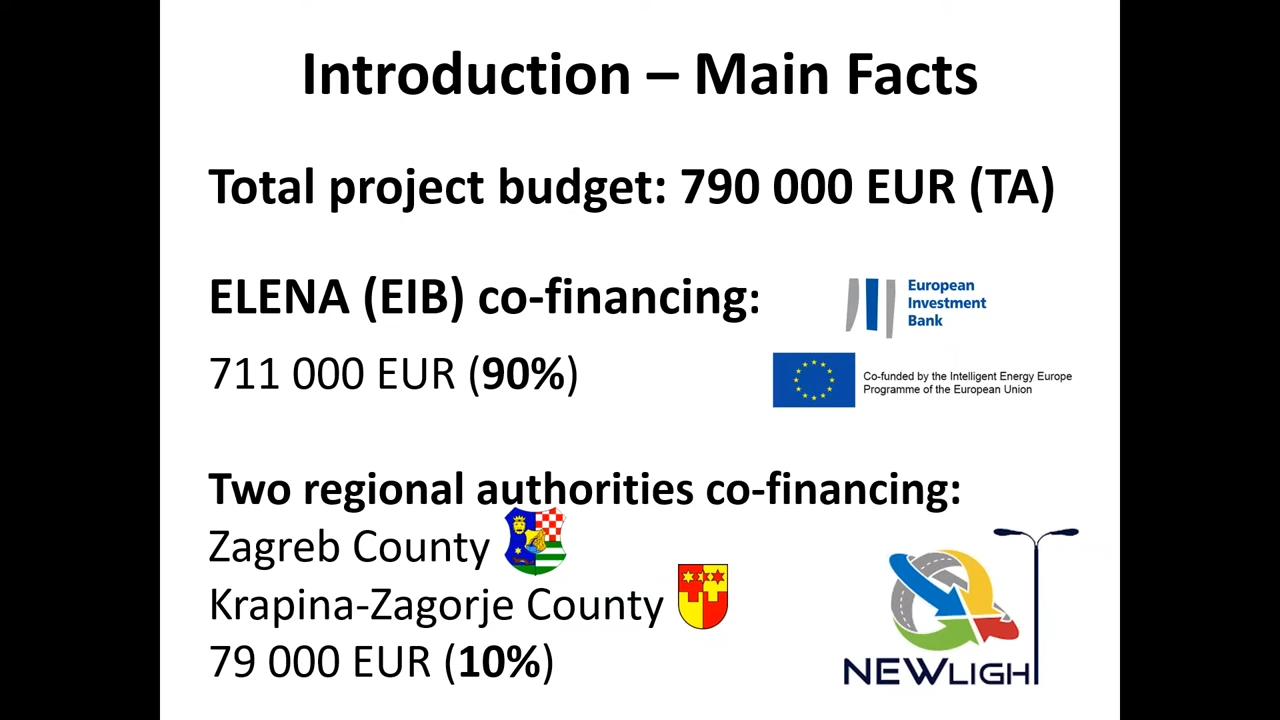 Introduction – Main Facts
Total project budget: 790 000 EUR (TA)
ELENA (EIB) co-financing:
European
Investment
Bank
711 000 EUR (90%)
Co-funded by the Intelligent Energy Europe
Programme of the European Union
Two regional authorities co-financing:
Zagreb County
Krapina-Zagorje County
79 000 EUR (10%)
NEWLIGHT